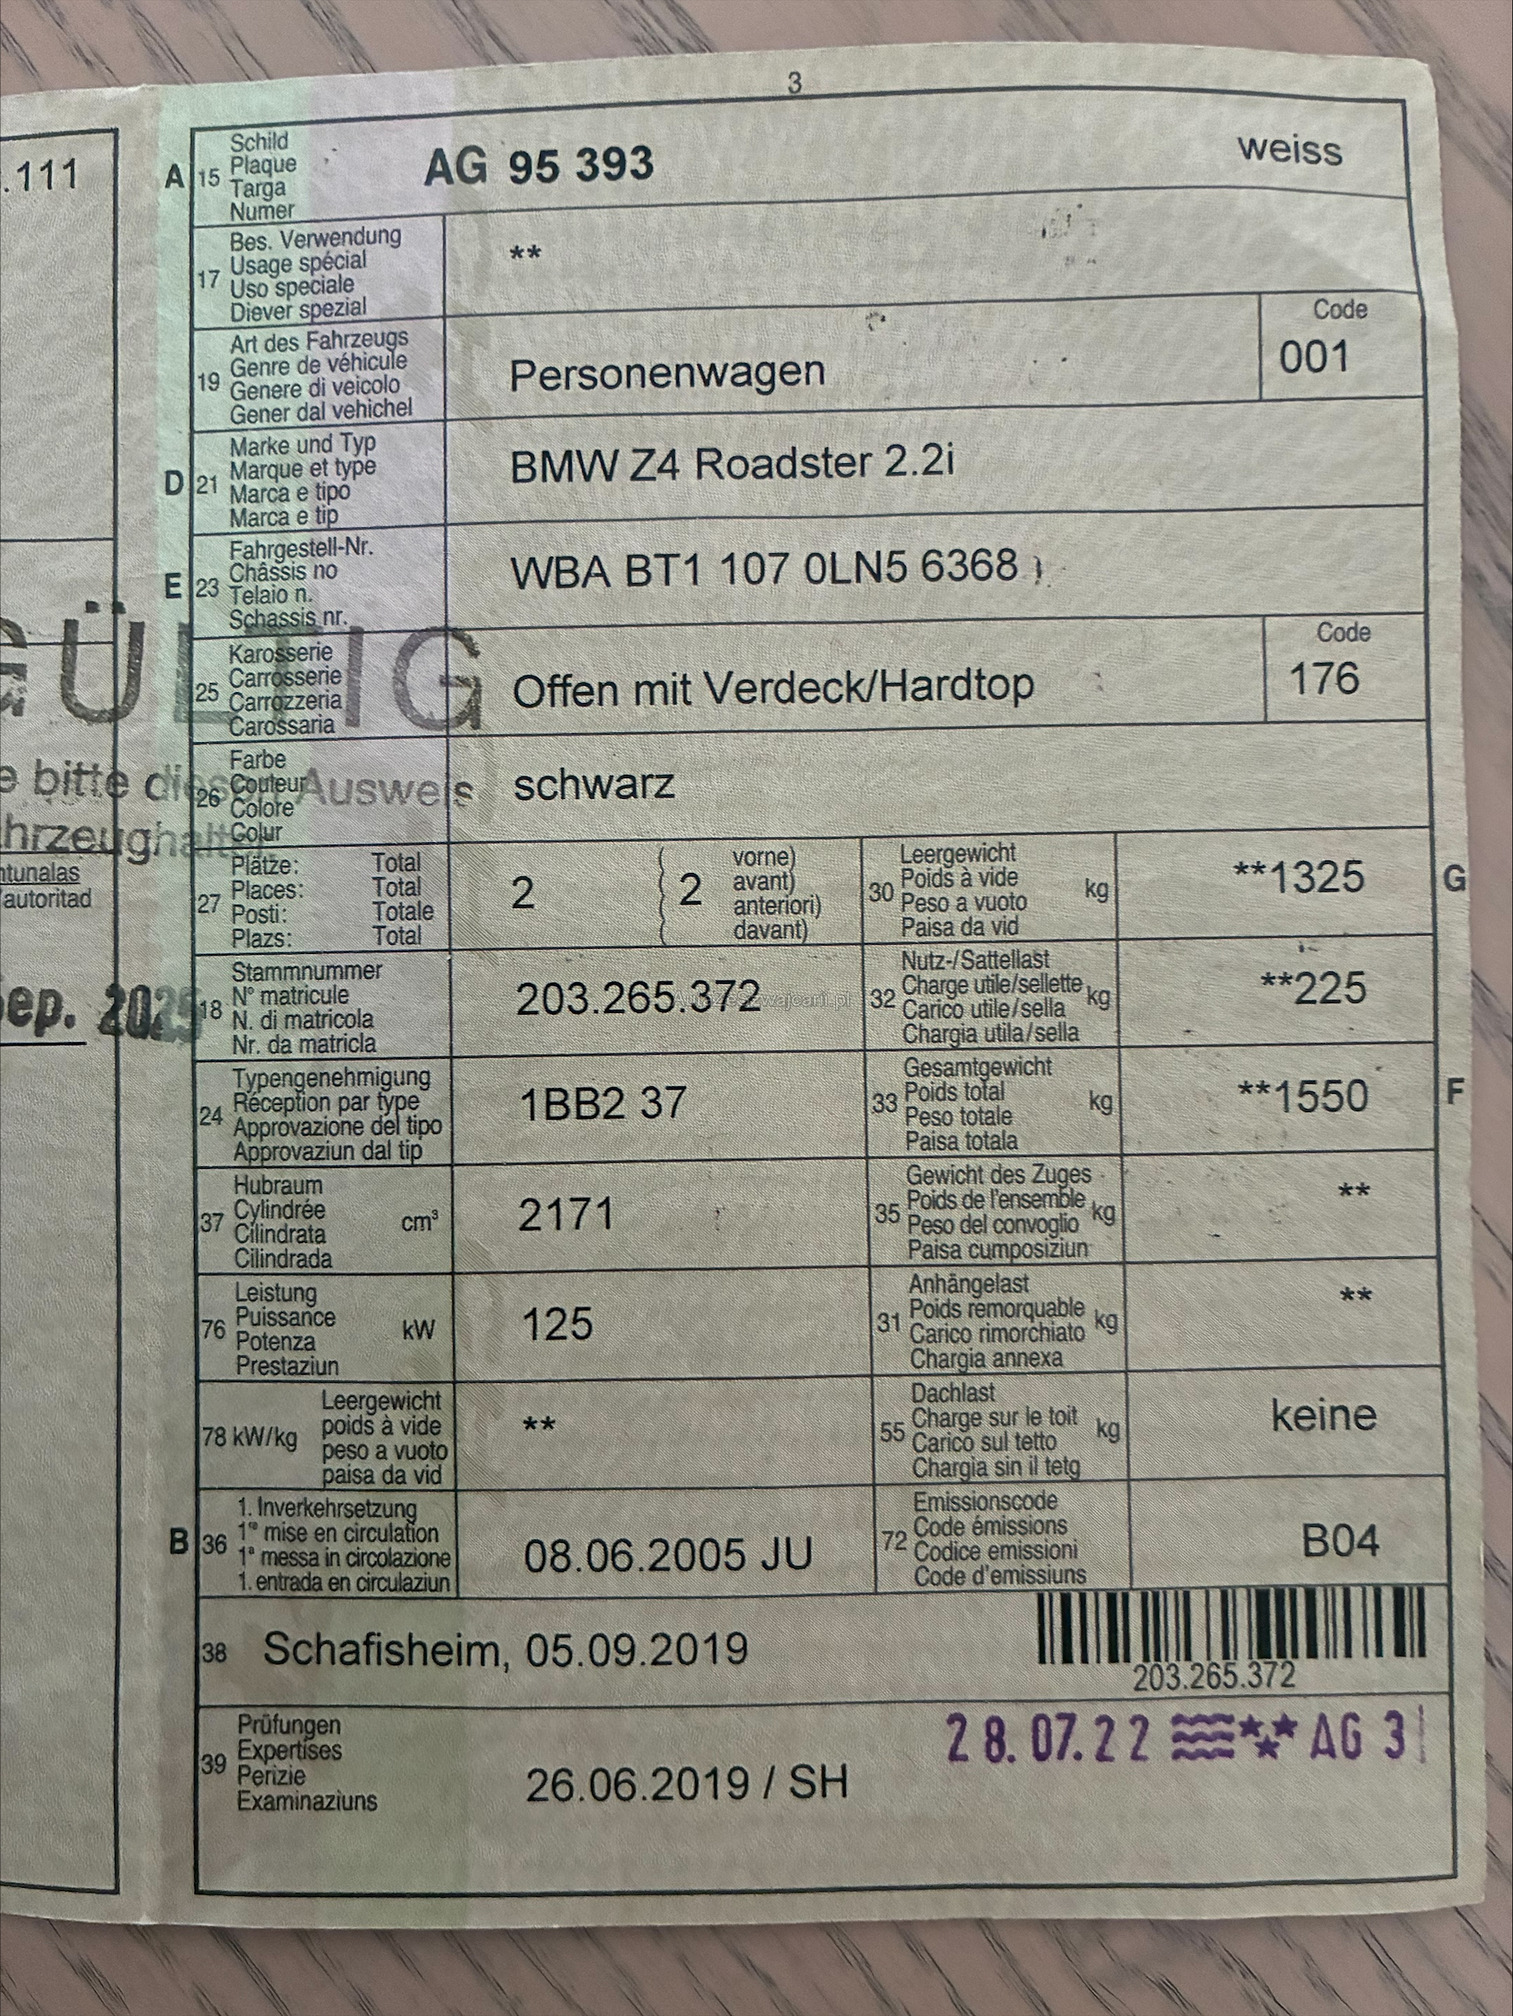 3
.111
A 15 Schild
Plaque
Targa
Numer
AG 95 393
weiss
17 Bes. Verwendung
Usage spécial
Uso speciale
Diever spezial
**
19 Art des Fahrzeugs
Genre de véhicule
Genere di veicolo
Gener dal vehichel
Personenwagen
Code
001
D 21 Marke und Typ
Marque et type
Marca e tipo
Marca e tip
BMW Z4 Roadster 2.2i
E 23 Fahrgestell-Nr.
Châssis no
Telaio n.
Schassis nr.
WBA BT1 107 0LN5 6368
GÜLTIG
25 Karosserie
Carrosserie
Carrozzeria
Carossaria
Offen mit Verdeck/Hardtop
Code
176
e bitte diesen Ausweis
hrzeughalter
26 Farbe
Couleur
Colore
Colur
schwarz
ntunalas
/autoritad
27 Plätze: Total
Places: Total
Posti: Totale
Plazs: Total
2
( 2 vorne)
( avant)
( anteriori)
( davant)
30 Leergewicht
Poids à vide
Peso a vuoto
Paisa da vid
kg
**1325
G
ep. 2025
18 Stammnummer
N° matricule
N. di matricola
Nr. da matricla
203.265.372
32 Nutz-/Sattellast
Charge utile/sellette
Carico utile/sella
Chargia utila/sella
kg
**225
24 Typengenehmigung
Réception par type
Approvazione del tipo
Approvaziun dal tip
1BB2 37
33 Gesamtgewicht
Poids total
Peso totale
Paisa totala
kg
**1550
F
37 Hubraum
Cylindrée
Cilindrata
Cilindrada
cm³
2171
35 Gewicht des Zuges
Poids de l'ensemble
Peso del convoglio
Paisa cumposiziun
kg
**
76 Leistung
Puissance
Potenza
Prestaziun
kW
125
31 Anhängelast
Poids remorquable
Carico rimorchiato
Chargia annexa
kg
**
78 kW/kg Leergewicht
poids à vide
peso a vuoto
paisa da vid
**
55 Dachlast
Charge sur le toit
Carico sul tetto
Chargia sin il tetg
kg
keine
B 36 1. Inverkehrsetzung
1re mise en circulation
1a messa in circolazione
1. entrada en circulaziun
08.06.2005 JU
72 Emissionscode
Code émissions
Codice emissioni
Code d'emissiuns
B04
38 Schafisheim, 05.09.2019
203.265.372
39 Prüfungen
Expertises
Perizie
Examinaziuns
26.06.2019 / SH
28.07.22 AG 3